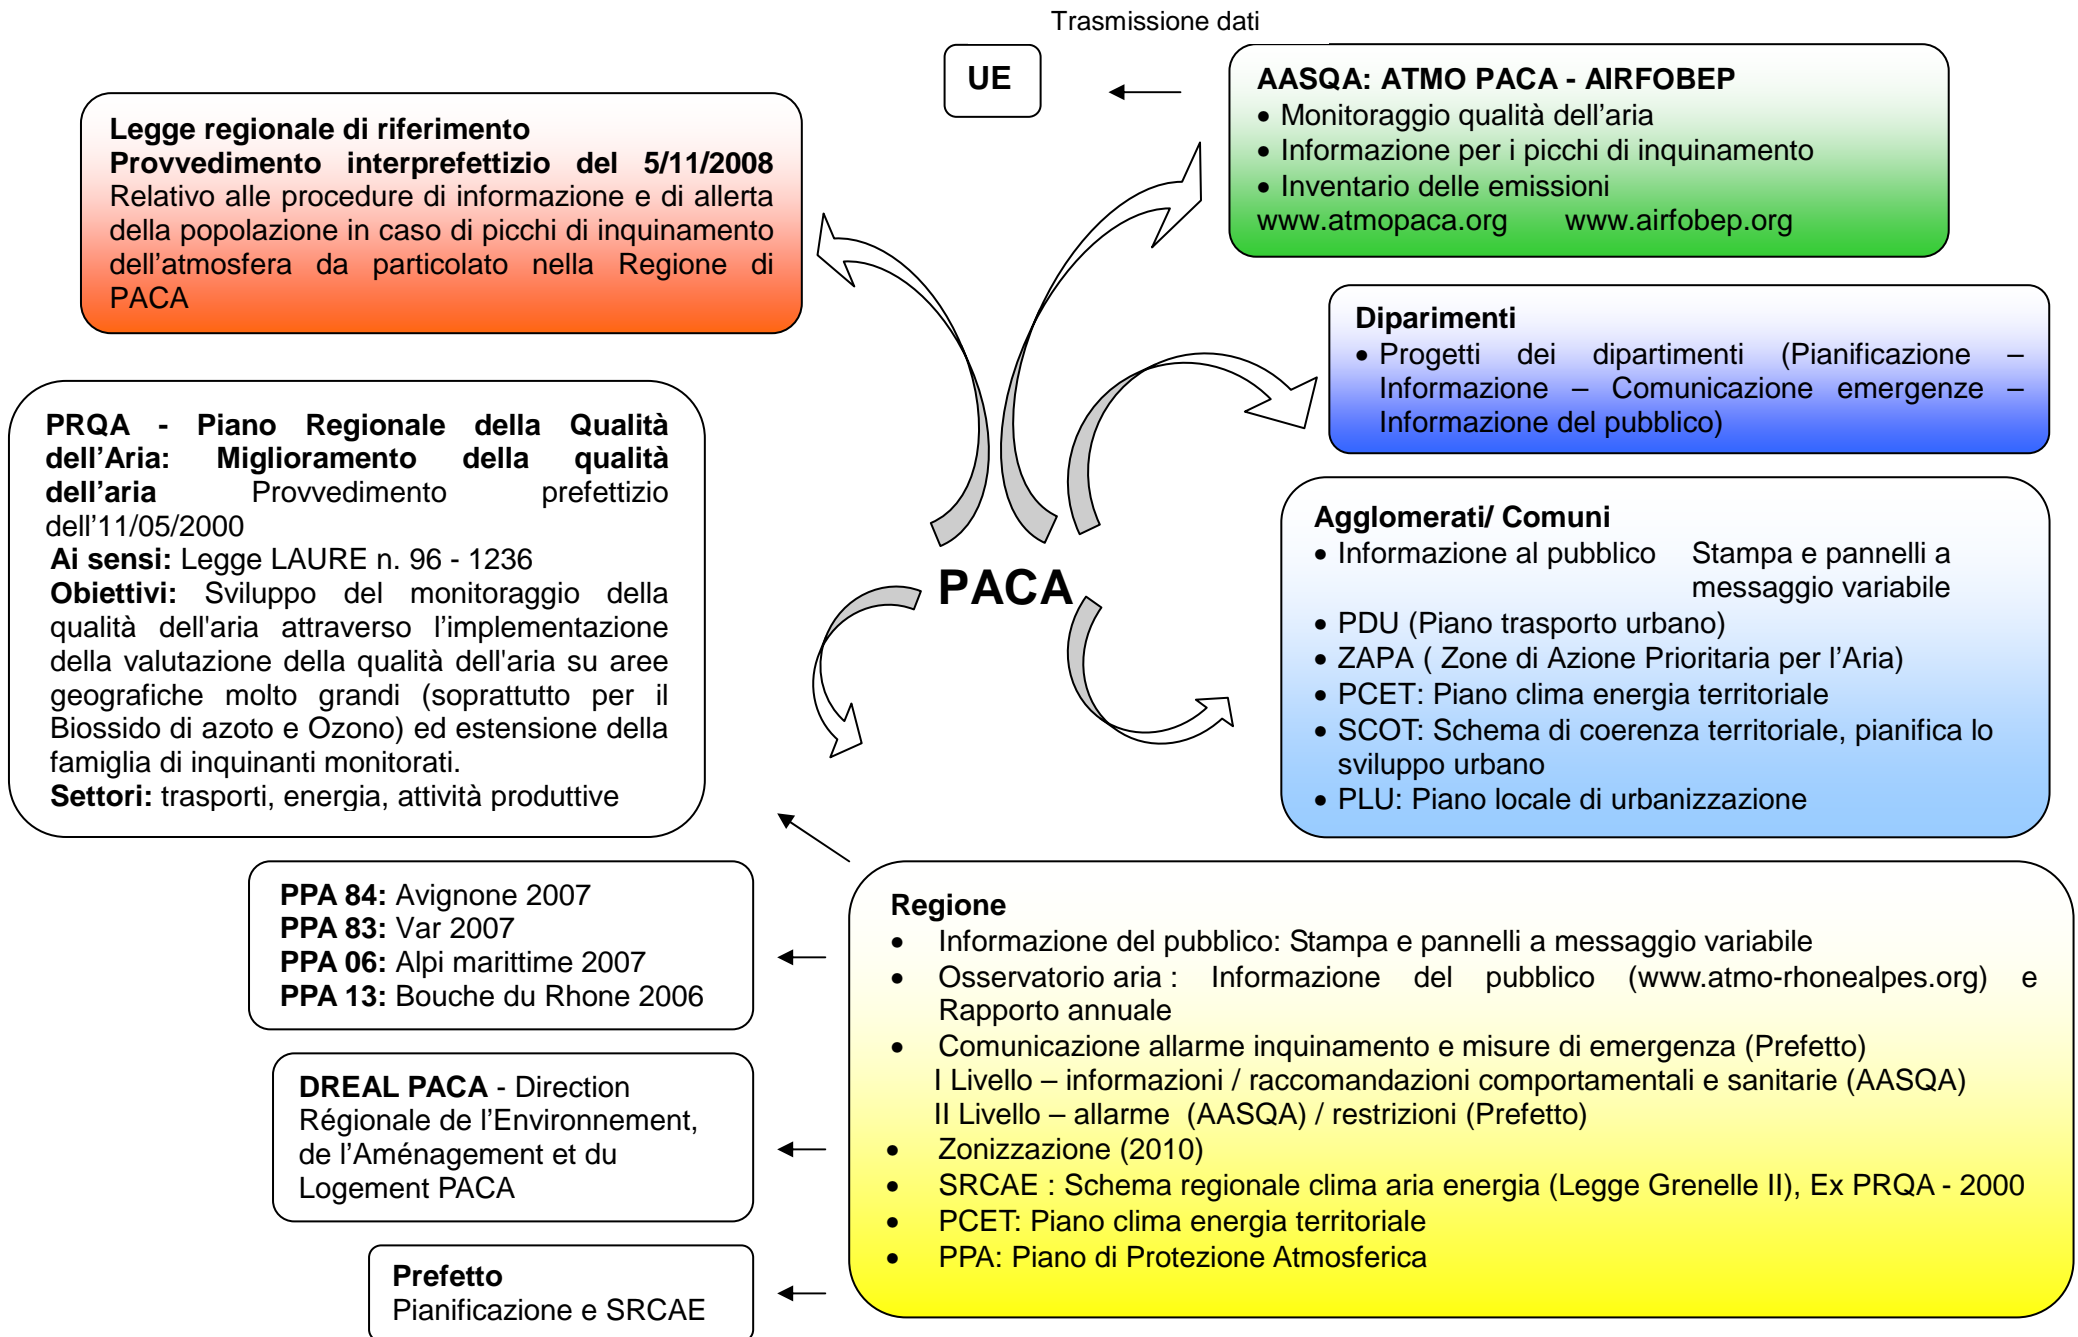 Trasmissione dati
UE
AASQA: ATMO PACA - AIRFOBEP
• Monitoraggio qualità dell'aria
• Informazione per i picchi di inquinamento
• Inventario delle emissioni
www.atmopaca.org www.airfobep.org
Legge regionale di riferimento
Provvedimento interprefettizio del 5/11/2008
Relativo alle procedure di informazione e di allerta
della popolazione in caso di picchi di inquinamento
dell'atmosfera da particolato nella Regione di
PACA
Diparimenti
• Progetti dei dipartimenti (Pianificazione –
Informazione – Comunicazione emergenze –
Informazione del pubblico)
PRQA - Piano Regionale della Qualità
dell'Aria: Miglioramento della qualità
dell'aria Provvedimento prefettizio
dell'11/05/2000
Ai sensi: Legge LAURE n. 96 - 1236
Obiettivi: Sviluppo del monitoraggio della
qualità dell'aria attraverso l'implementazione
della valutazione della qualità dell'aria su aree
geografiche molto grandi (soprattutto per il
Biossido di azoto e Ozono) ed estensione della
famiglia di inquinanti monitorati.
Settori: trasporti, energia, attività produttive
PACA
Agglomerati/ Comuni
• Informazione al pubblico Stampa e pannelli a
messaggio variabile
• PDU (Piano trasporto urbano)
• ZAPA ( Zone di Azione Prioritaria per l'Aria)
• PCET: Piano clima energia territoriale
• SCOT: Schema di coerenza territoriale, pianifica lo
sviluppo urbano
• PLU: Piano locale di urbanizzazione
PPA 84: Avignone 2007
PPA 83: Var 2007
PPA 06: Alpi marittime 2007
PPA 13: Bouche du Rhone 2006
DREAL PACA - Direction
Régionale de l'Environnement,
de l'Aménagement et du
Logement PACA
Prefetto
Pianificazione e SRCAE
Regione
• Informazione del pubblico: Stampa e pannelli a messaggio variabile
• Osservatorio aria : Informazione del pubblico (www.atmo-rhonealpes.org) e
Rapporto annuale
• Comunicazione allarme inquinamento e misure di emergenza (Prefetto)
I Livello – informazioni / raccomandazioni comportamentali e sanitarie (AASQA)
II Livello – allarme (AASQA) / restrizioni (Prefetto)
• Zonizzazione (2010)
• SRCAE : Schema regionale clima aria energia (Legge Grenelle II), Ex PRQA - 2000
• PCET: Piano clima energia territoriale
• PPA: Piano di Protezione Atmosferica